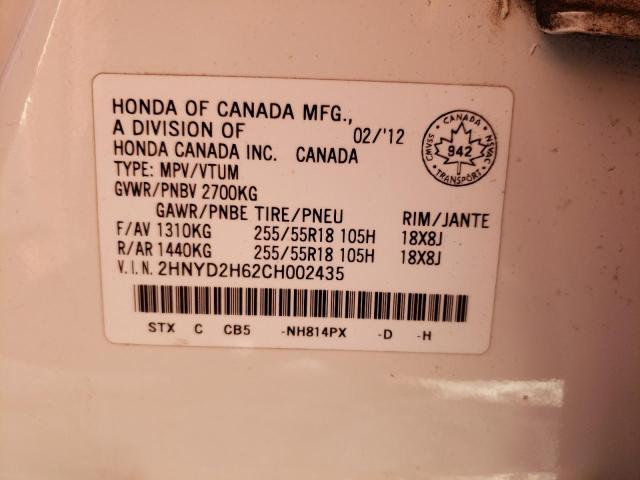 HONDA OF CANADA MFG.,
A DIVISION OF 02/'12
HONDA CANADA INC. CANADA
TYPE: MPV/VTUM
GVWR/PNBV 2700KG
GAWR/PNBE TIRE/PNEU RIM/JANTE
F/AV 1310KG 255/55R18 105H 18X8J
R/AR 1440KG 255/55R18 105H 18X8J
V.I.N. 2HNYD2H62CH002435
STX C CB5 -NH814PX -D -H
CANADA
CMVSS 942 NSVAC
TRANSPORT